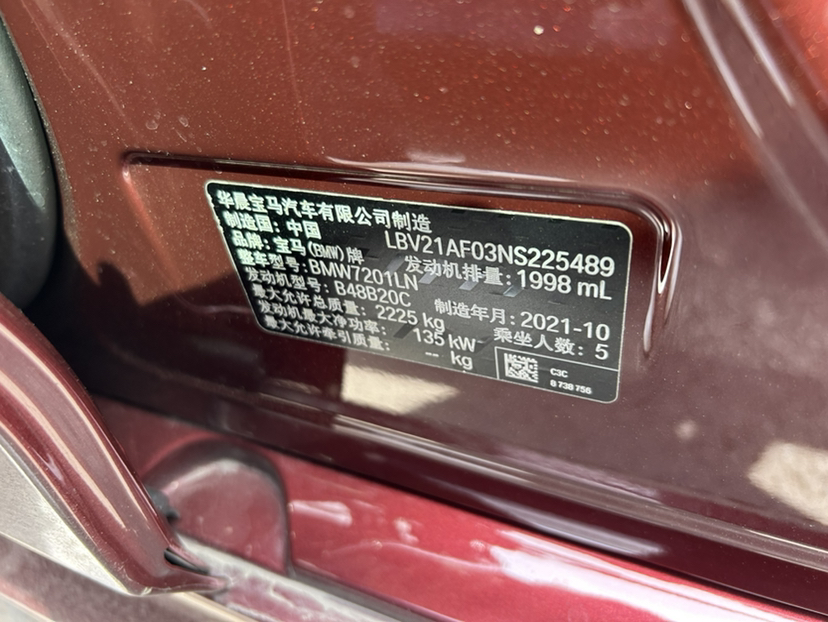 华晨宝马汽车有限公司制造
制造国：中国 LBV21AF03NS225489
品牌：宝马(BMW)牌 发动机排量：1998 mL
整车型号：BMW7201LN
发动机型号：B48B20C 制造年月：2021-10
最大允许总质量：2225 kg 乘坐人数：5
发动机最大净功率：135 kW
最大允许牵引质量：-- kg
C3C
8 738 756